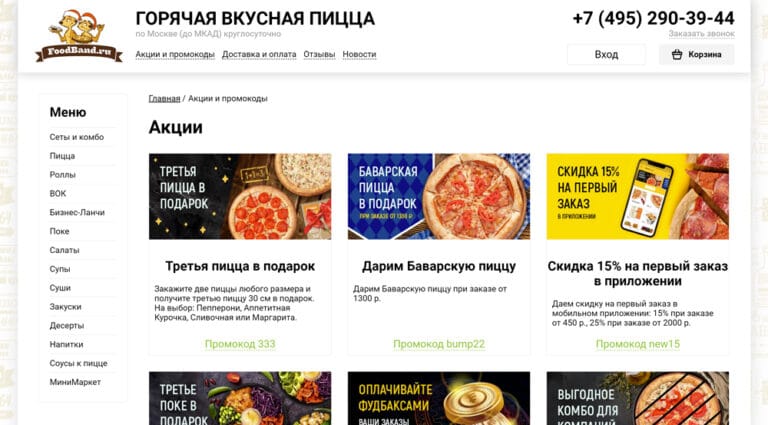 FoodBand.ru
ГОРЯЧАЯ ВКУСНАЯ ПИЦЦА
по Москве (до МКАД) круглосуточно
Акции и промокоды Доставка и оплата Отзывы Новости
+7 (495) 290-39-44
Заказать звонок
Вход Корзина
Меню
Сеты и комбо
Пицца
Роллы
ВОК
Бизнес-Ланчи
Поке
Салаты
Супы
Суши
Закуски
Десерты
Напитки
Соусы к пицце
МиниМаркет
Главная / Акции и промокоды
Акции
ТРЕТЬЯ
ПИЦЦА В
ПОДАРОК
1+1=3
Третья пицца в подарок
Закажите две пиццы любого размера и
получите третью пиццу 30 см в подарок.
На выбор: Пепперони, Аппетитная
Курочка, Сливочная или Маргарита.
Промокод 333
БАВАРСКАЯ
ПИЦЦА
В ПОДАРОК
ПРИ ЗАКАЗЕ ОТ 1300 ₽
Дарим Баварскую пиццу
Дарим Баварскую пиццу при заказе от
1300 р.
Промокод bump22
СКИДКА 15%
НА ПЕРВЫЙ
ЗАКАЗ
В ПРИЛОЖЕНИИ
Скидка 15% на первый заказ
в приложении
Даем скидку на первый заказ в
мобильном приложении: 15% при заказе
от 450 р., 25% при заказе от 2000 р.
Промокод new15
ТРЕТЬЕ
ПОКЕ В
ПОДАРОК
ОПЛАЧИВАЙТЕ
ФУДБАКСАМИ
ВАШИ ЗАКАЗЫ
ВЫГОДНОЕ
КОМБО ДЛЯ
КОМПАНИЙ